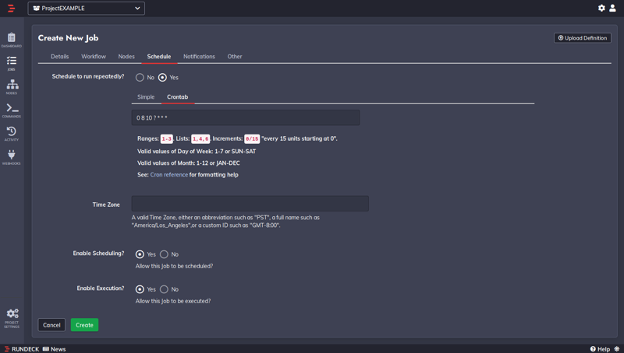 ProjectEXAMPLE
Create New Job
Upload Definition
DASHBOARD
JOBS
NODES
COMMANDS
ACTIVITY
WEBHOOKS
PROJECT SETTINGS
Details Workflow Nodes Schedule Notifications Other
Schedule to run repeatedly? No Yes
Simple Crontab
0 8 10 ? * * *
Ranges: 1-3. Lists: 1,4,6. Increments: 0/15 "every 15 units starting at 0".
Valid values of Day of Week: 1-7 or SUN-SAT
Valid values of Month: 1-12 or JAN-DEC
See: Cron reference for formatting help
Time Zone
A valid Time Zone, either an abbreviation such as "PST", a full name such as
"America/Los_Angeles",or a custom ID such as "GMT-8:00".
Enable Scheduling? Yes No
Allow this Job to be scheduled?
Enable Execution? Yes No
Allow this Job to be executed?
Cancel Create
RUNDECK News Help